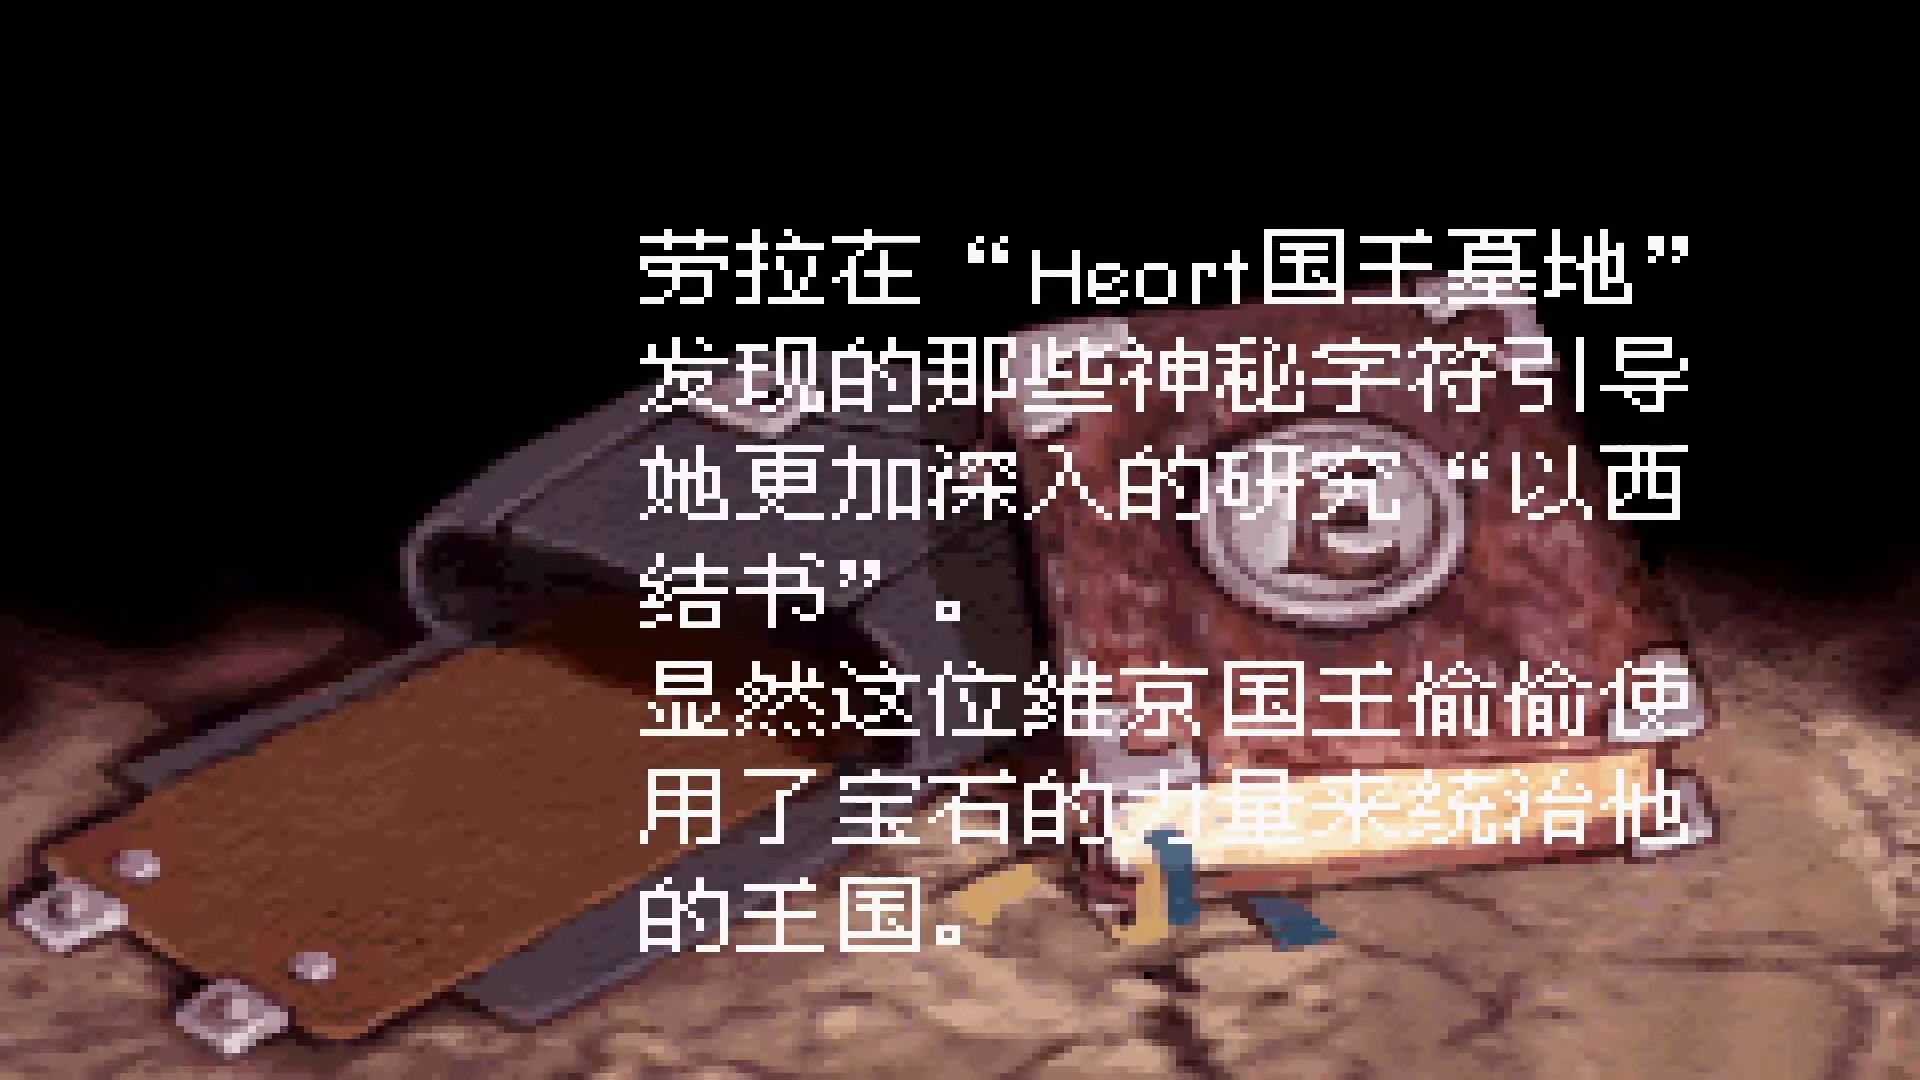 劳拉在“Heort国王墓地”
发现的那些神秘字符引导
她更加深入的研究“以西
结书”。
显然这位维京国王偷偷使
用了宝石的力量来统治他
的王国。